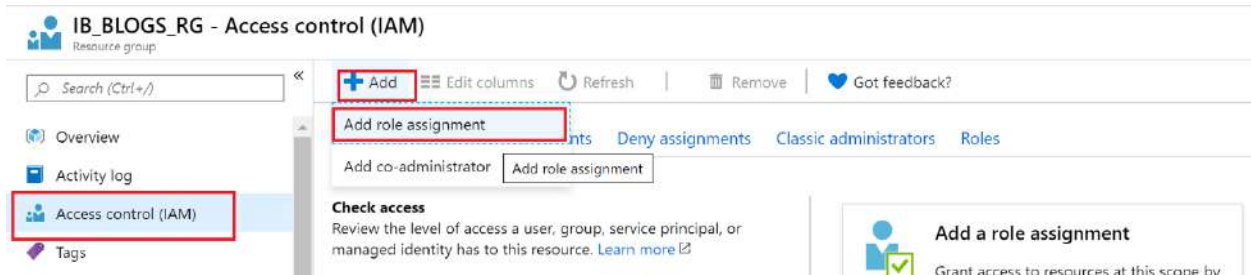 IB_BLOGS_RG - Access control (IAM)
Resource group
Search (Ctrl+/)
«
Add
Edit columns
Refresh
Remove
Got feedback?
Overview
Activity log
Access control (IAM)
Tags
Add role assignment
Add co-administrator
Add role assignment
nts
Deny assignments
Classic administrators
Roles
Check access
Review the level of access a user, group, service principal, or
managed identity has to this resource. Learn more
Add a role assignment
Grant access to resources at this scope by